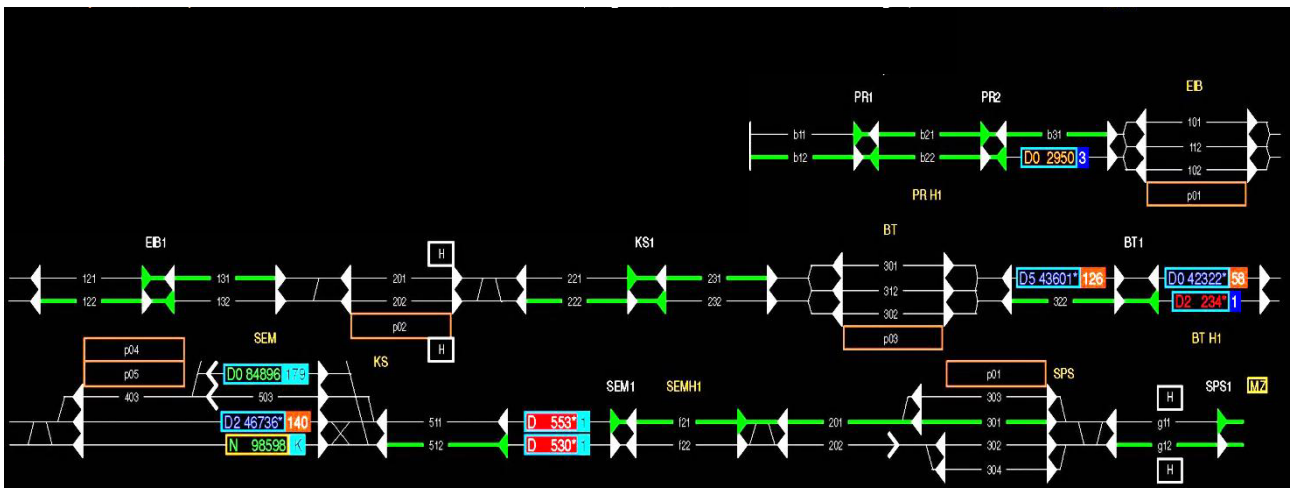 EIB
PR1 PR2
b11 b21 b31 101
112
b12 b22 D0 2950 3
102
PR H1 p01
BT
EIB1 H KS1 BT1
301
121 131 201 221 231 D5 43601* 126 D0 42322* 58
312
122 132 202 222 232 322 D2 234* 1
302
p02 p03
SEM H BT H1
p04 KS
p05 D0 84896 179 p01 SPS
403 503 SEM1 SEMH1 303 H SPS1 MZ
D2 46736* 140 511 D 553* 1 f21 201 301 g11
N 98598 K 512 D 530* 1 f22 202 302 g12
304 H